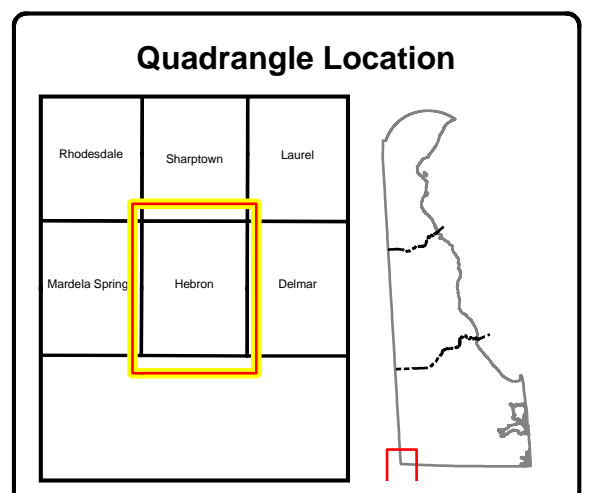 Quadrangle Location
Rhodesdale
Sharptown
Laurel
Mardela Spring
Hebron
Delmar